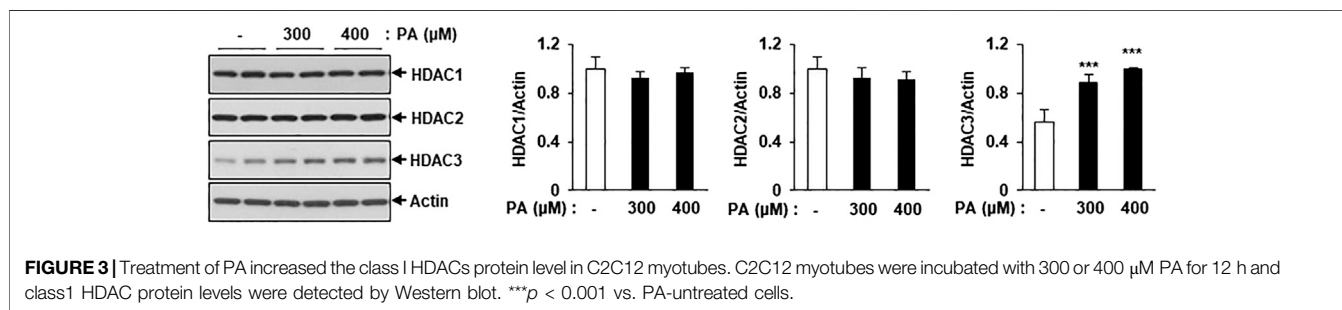 - 300 400 : PA (μM)
HDAC1
HDAC2
HDAC3
Actin
HDAC1/Actin
1.2
0.8
0.4
0
PA (μM) : - 300 400
HDAC2/Actin
1.2
0.8
0.4
0
PA (μM) : - 300 400
HDAC3/Actin
1.2
0.8
0.4
0
***
***
PA (μM) : - 300 400
FIGURE 3 | Treatment of PA increased the class I HDACs protein level in C2C12 myotubes. C2C12 myotubes were incubated with 300 or 400 μM PA for 12 h and
class1 HDAC protein levels were detected by Western blot. ***p < 0.001 vs. PA-untreated cells.